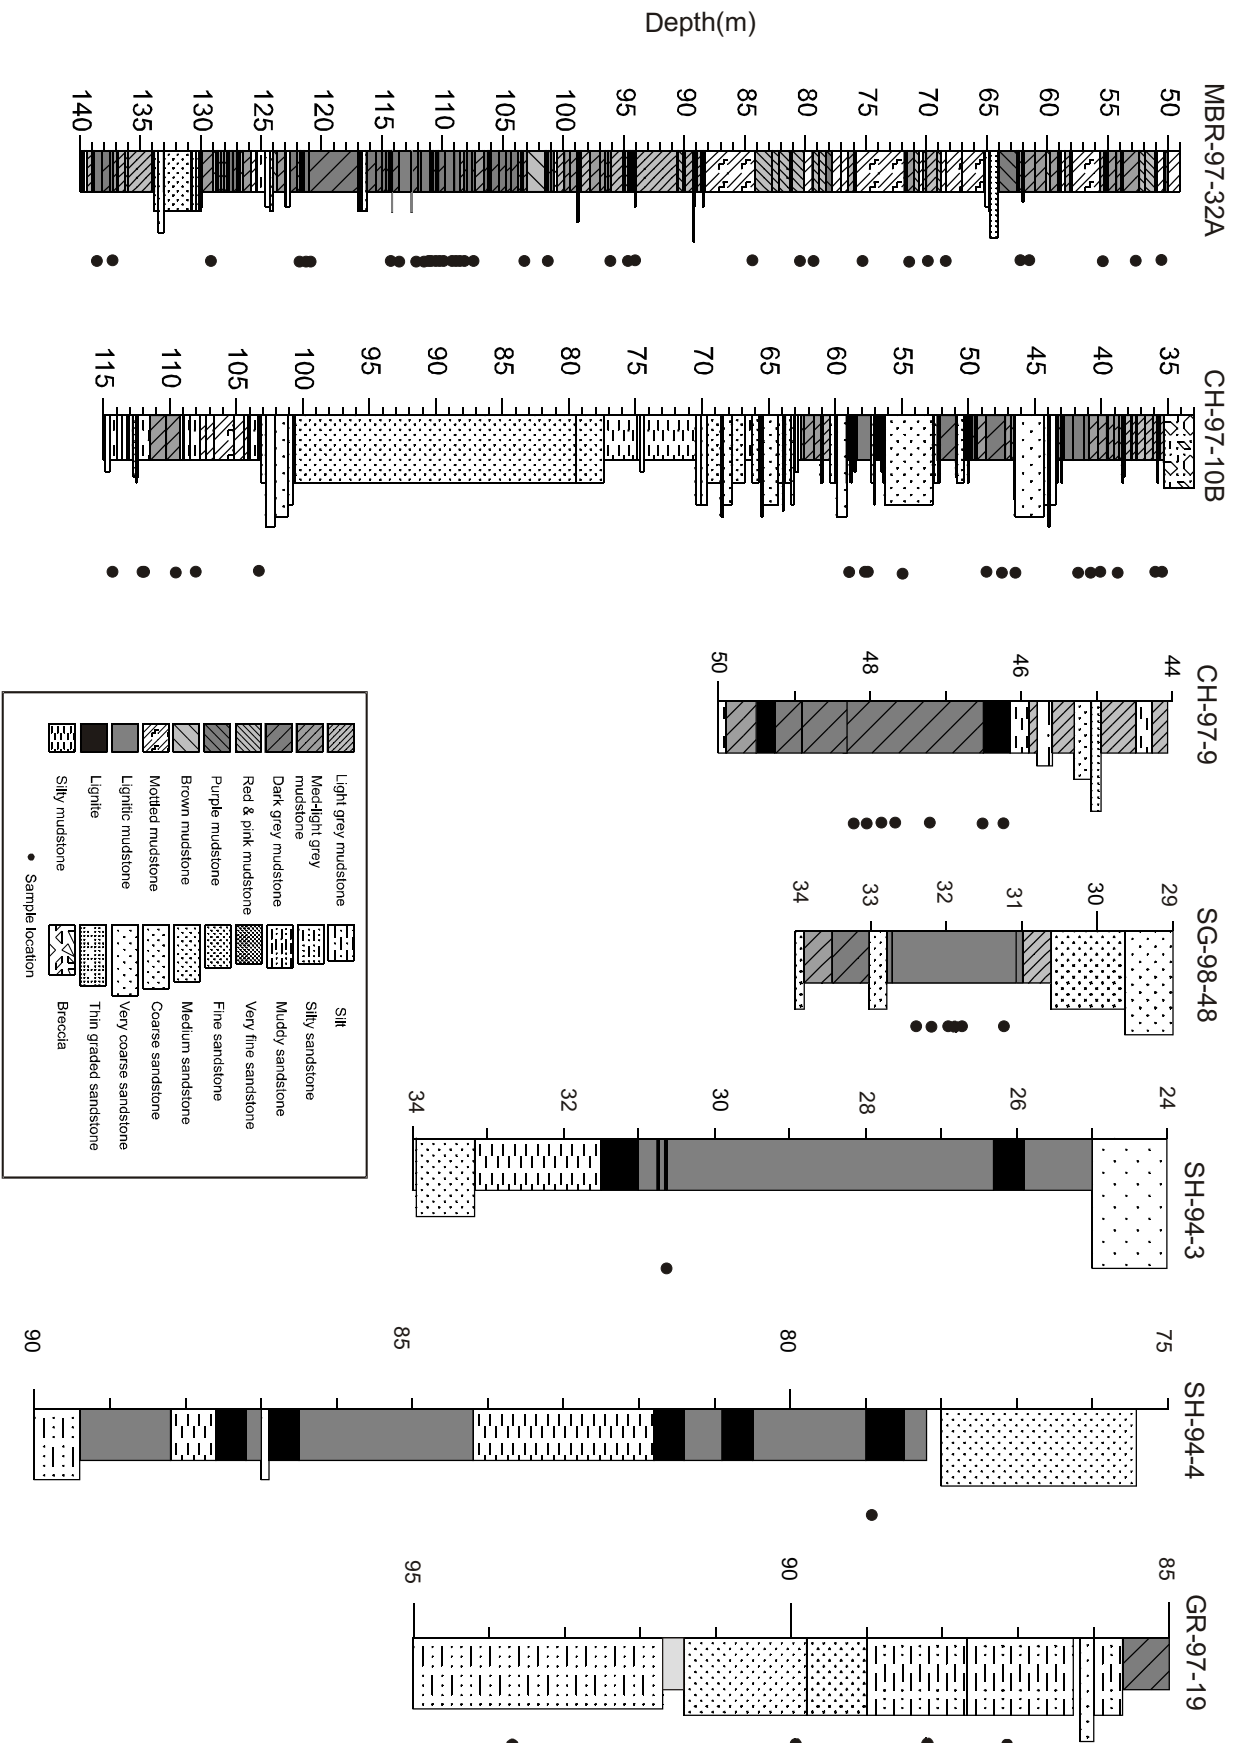 Depth(m)
MBR-97-32A
50
55
60
65
70
75
80
85
90
95
100
105
110
115
120
125
130
135
140
CH-97-10B
35
40
45
50
55
60
65
70
75
80
85
90
95
100
105
110
115
CH-97-9
44
46
48
50
SG-98-48
29
30
31
32
33
34
SH-94-3
24
26
28
30
32
34
SH-94-4
75
80
85
90
GR-97-19
85
90
95
Light grey mudstone
Med-light grey
mudstone
Dark grey mudstone
Red & pink mudstone
Purple mudstone
Brown mudstone
Mottled mudstone
Lignitic mudstone
Lignite
Silty mudstone
Silt
Silty sandstone
Muddy sandstone
Very fine sandstone
Fine sandstone
Medium sandstone
Coarse sandstone
Very coarse sandstone
Thin graded sandstone
Breccia
Sample location